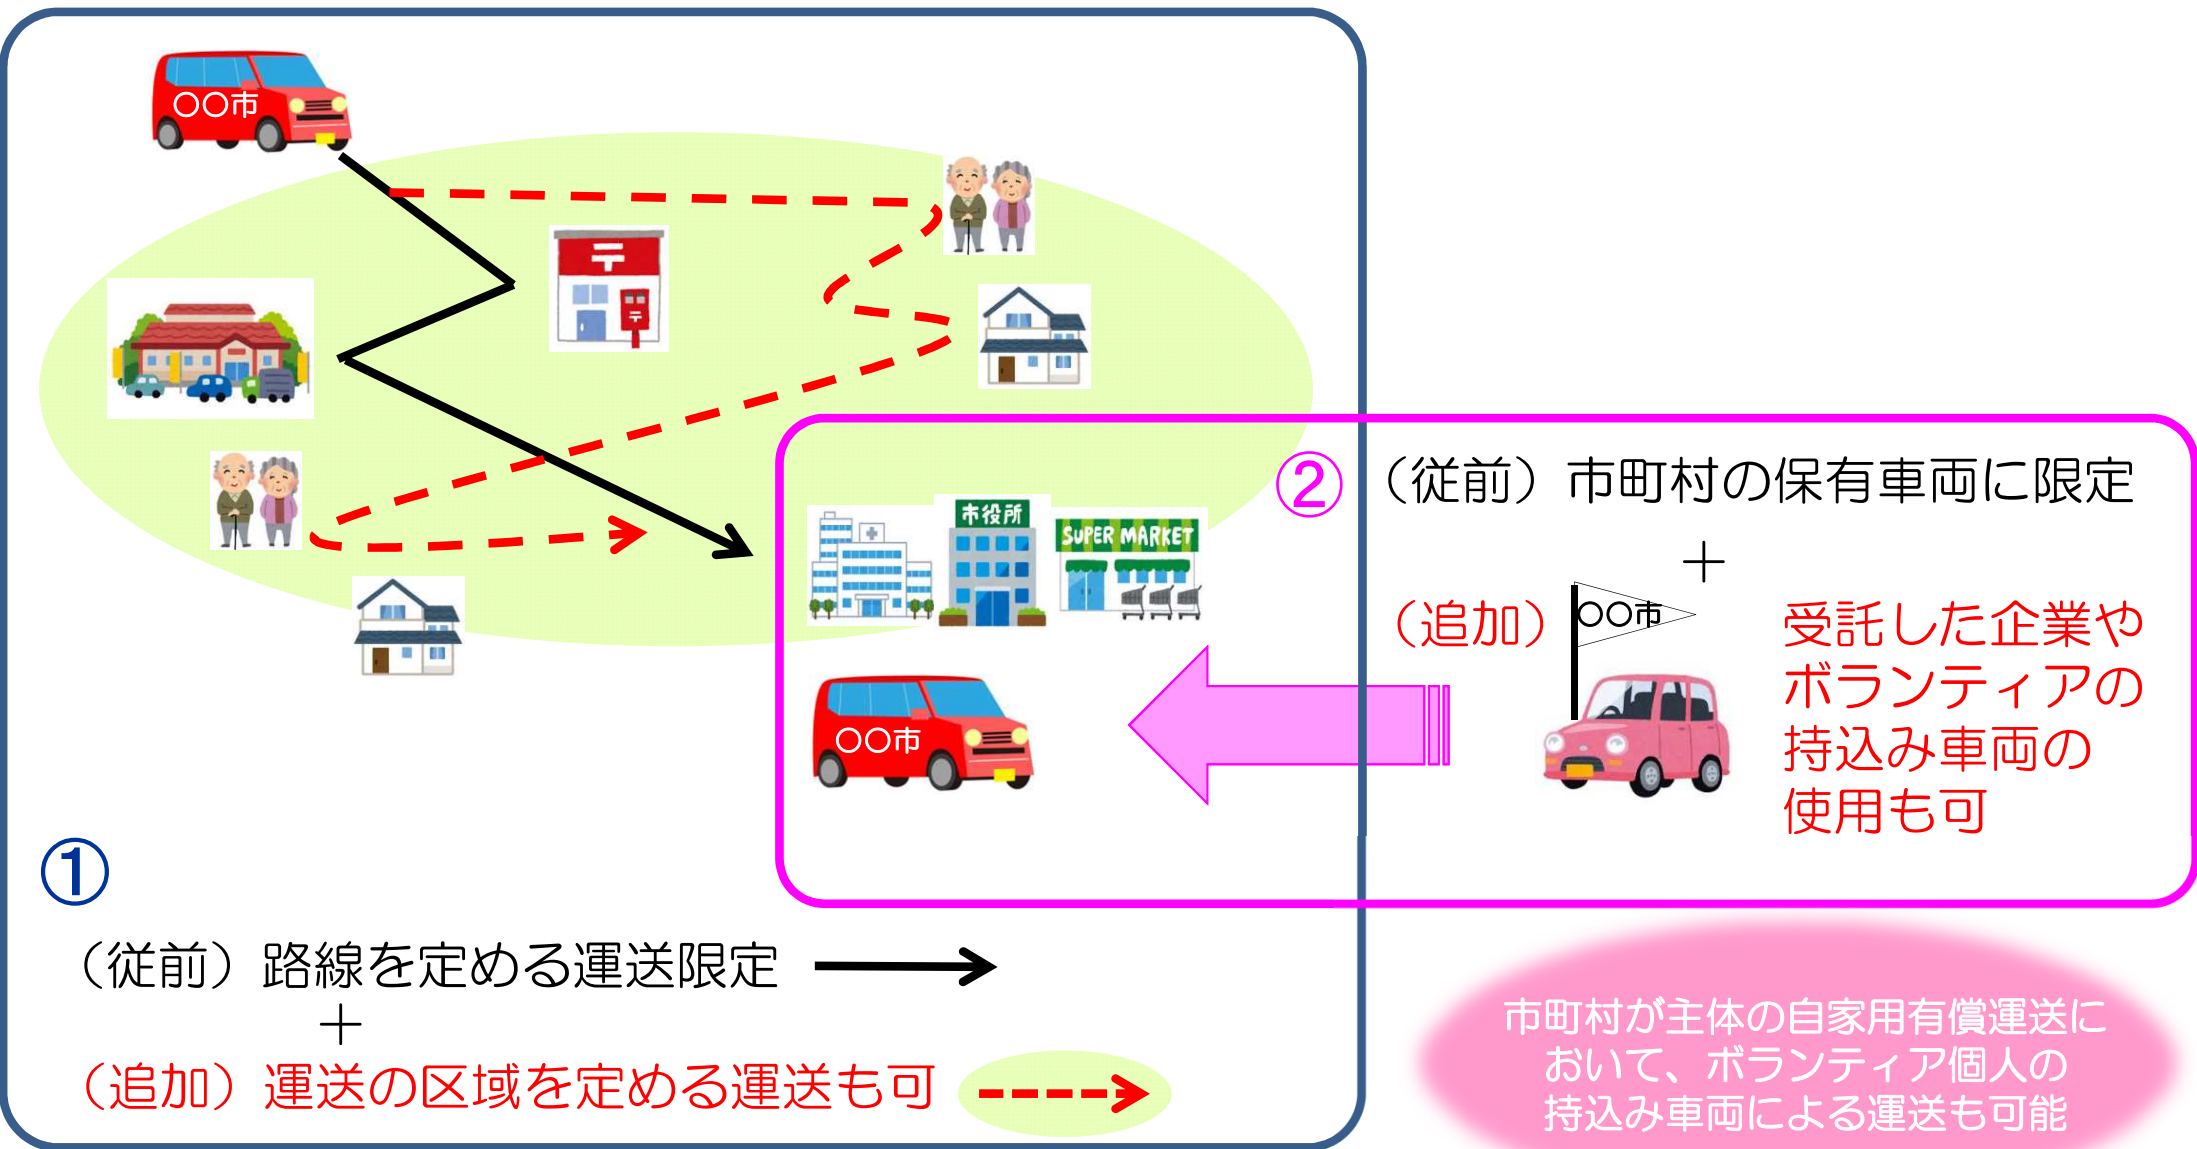 〇〇市
〒
〒
②
（従前）市町村の保有車両に限定
＋
市役所
SUPER MARKET
（追加）
〇〇市
受託した企業や
ボランティアの
持込み車両の
使用も可
〇〇市
①
（従前）路線を定める運送限定
＋
（追加）運送の区域を定める運送も可
市町村が主体の自家用有償運送に
おいて、ボランティア個人の
持込み車両による運送も可能